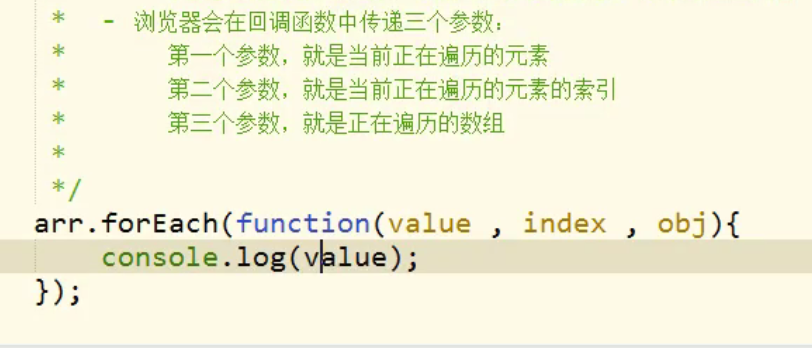 * - 浏览器会在回调函数中传递三个参数：
* 第一个参数，就是当前正在遍历的元素
* 第二个参数，就是当前正在遍历的元素的索引
* 第三个参数，就是正在遍历的数组
*
*/
arr.forEach(function(value , index , obj){
console.log(value);
});